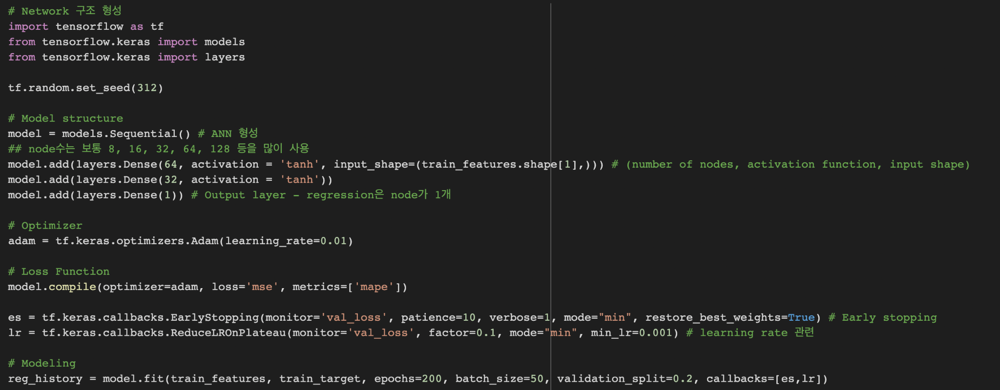 # Network 구조 형성
import tensorflow as tf
from tensorflow.keras import models
from tensorflow.keras import layers
tf.random.set_seed(312)
# Model structure
model = models.Sequential() # ANN 형성
## node수는 보통 8, 16, 32, 64, 128 등을 많이 사용
model.add(layers.Dense(64, activation = 'tanh', input_shape=(train_features.shape[1],))) # (number of nodes, activation function, input shape)
model.add(layers.Dense(32, activation = 'tanh'))
model.add(layers.Dense(1)) # Output layer - regression은 node가 1개
# Optimizer
adam = tf.keras.optimizers.Adam(learning_rate=0.01)
# Loss Function
model.compile(optimizer=adam, loss='mse', metrics=['mape'])
es = tf.keras.callbacks.EarlyStopping(monitor='val_loss', patience=10, verbose=1, mode="min", restore_best_weights=True) # Early stopping
lr = tf.keras.callbacks.ReduceLROnPlateau(monitor='val_loss', factor=0.1, mode="min", min_lr=0.001) # learning rate 관련
# Modeling
reg_history = model.fit(train_features, train_target, epochs=200, batch_size=50, validation_split=0.2, callbacks=[es,lr])